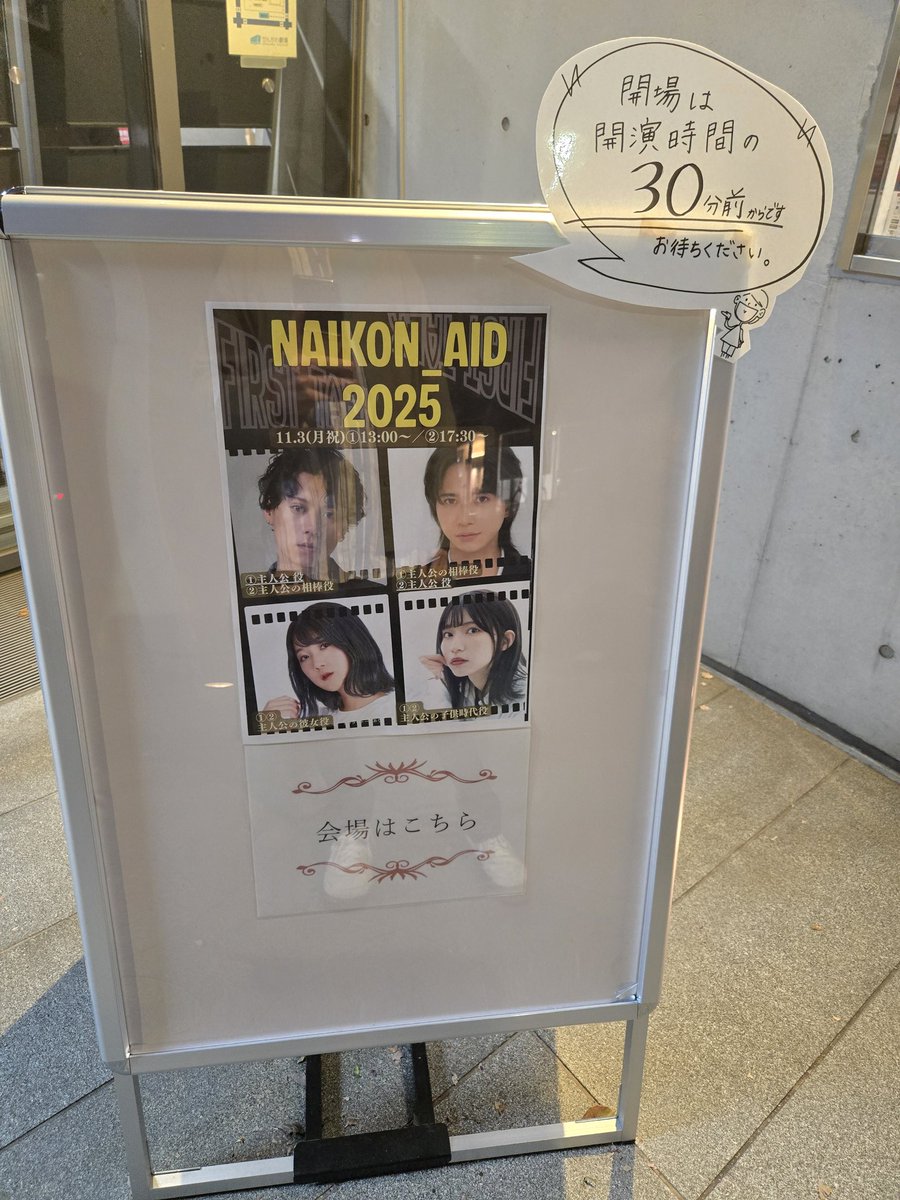 開場は
開演時間の
30分前からです
お待ちください。
NAIKON_AID
2025
11.3(月祝)①13:00～／②17:30～
①主人公 役
②主人公の相棒役
①主人公の相棒役
②主人公 役
①②
主人公の彼女役
①②
主人公の子供時代役
会場はこちら